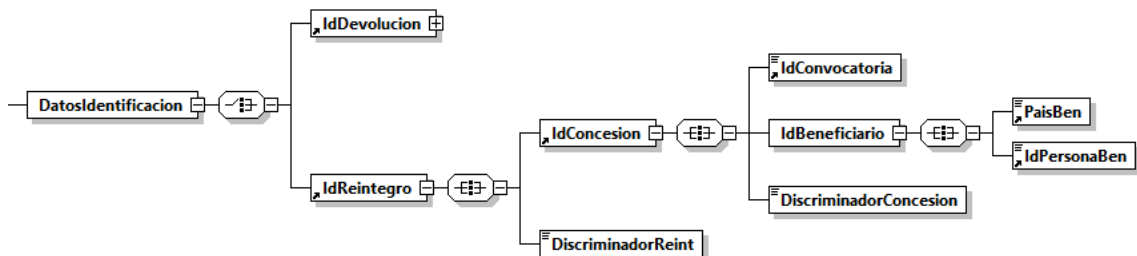 IdDevolucion
DatosIdentificacion
IdReintegro
IdConcesion
IdConvocatoria
IdBeneficiario
PaisBen
IdPersonaBen
DiscriminadorConcesion
DiscriminadorReint